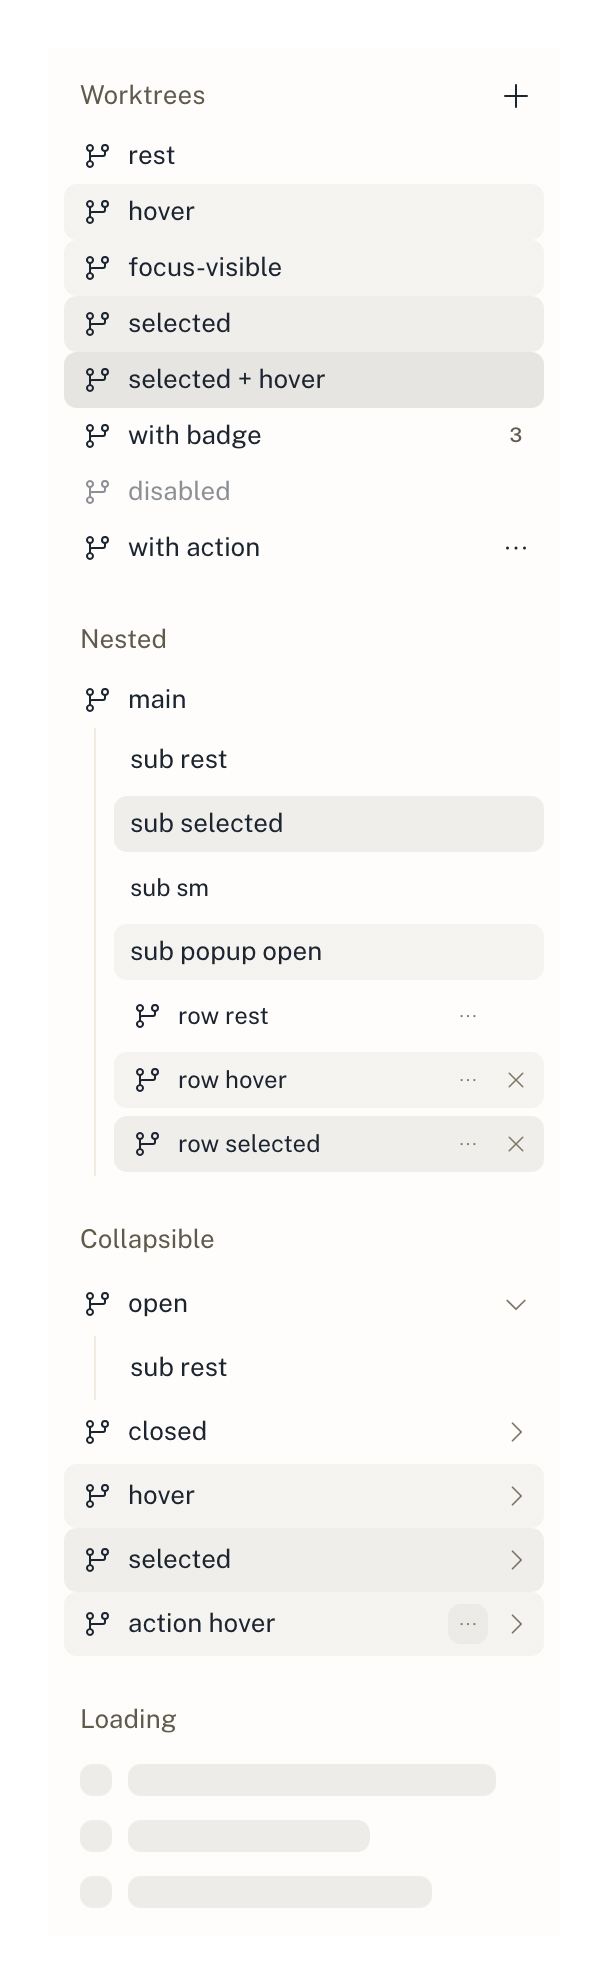 Worktrees
rest
hover
focus-visible
selected
selected + hover
with badge 3
disabled
with action ...
Nested
main
sub rest
sub selected
sub sm
sub popup open
row rest ...
row hover ...
row selected ...
Collapsible
open
sub rest
closed
hover
selected
action hover ...
Loading